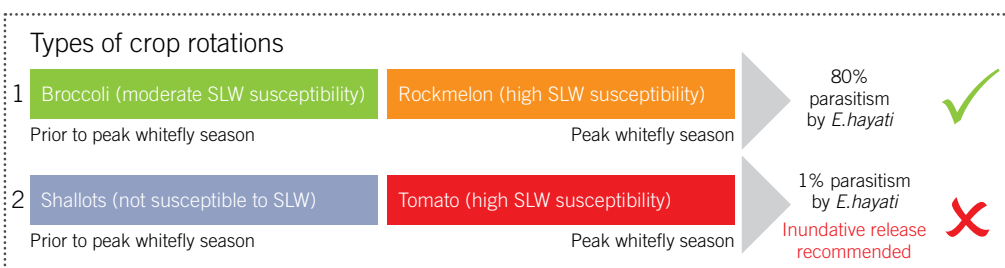 Types of crop rotations
1 Broccoli (moderate SLW susceptibility) Rockmelon (high SLW susceptibility)
Prior to peak whitefly season Peak whitefly season
80%
parasitism
by E.hayati
2 Shallots (not susceptible to SLW) Tomato (high SLW susceptibility)
Prior to peak whitefly season Peak whitefly season
1% parasitism
by E.hayati
Inundative release
recommended